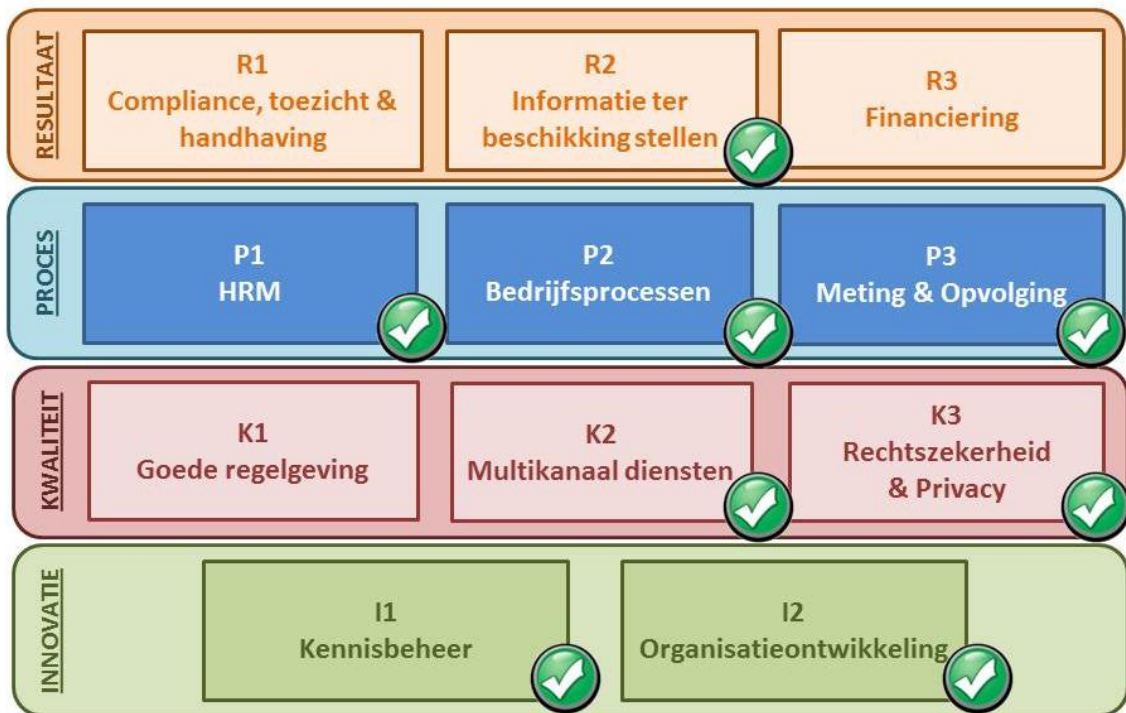 RESULTAAT
R1
Compliance, toezicht &
handhaving
R2
Informatie ter
beschikking stellen
R3
Financiering
PROCES
P1
HRM
P2
Bedrijfsprocessen
P3
Meting & Opvolging
KWALITEIT
K1
Goede regelgeving
K2
Multikanaal diensten
K3
Rechtszekerheid
& Privacy
INNOVATIE
I1
Kennisbeheer
I2
Organisatieontwikkeling